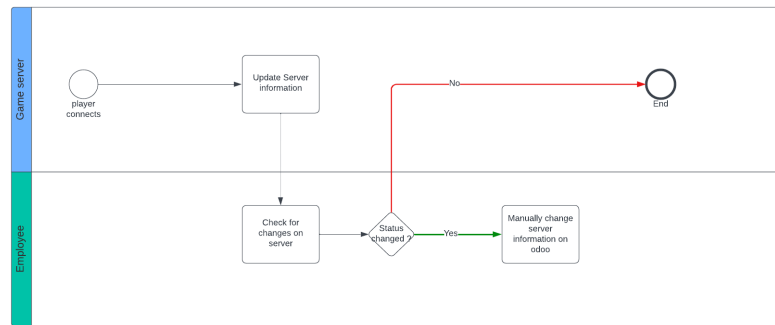 Game server
player
connects
Update Server
information
No
End
Employee
Check for
changes on
server
Status
changed ?
Yes
Manually change
server
information on
odoo